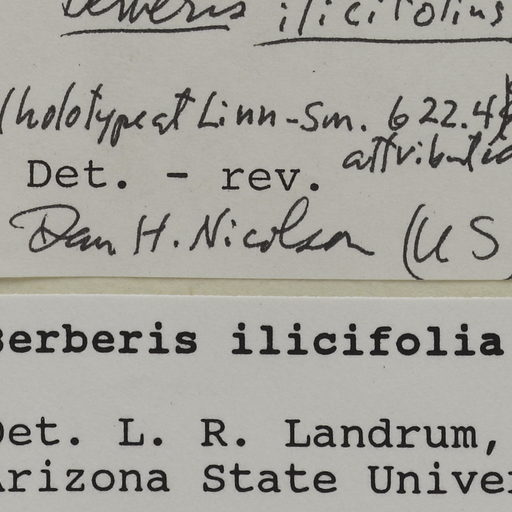 Berberis ilicifolius
holotype at Linn-Sm. 622.4
attributed
Det. - rev.
Dan H. Nicolson (US
Berberis ilicifolia
Det. L. R. Landrum,
Arizona State Univer